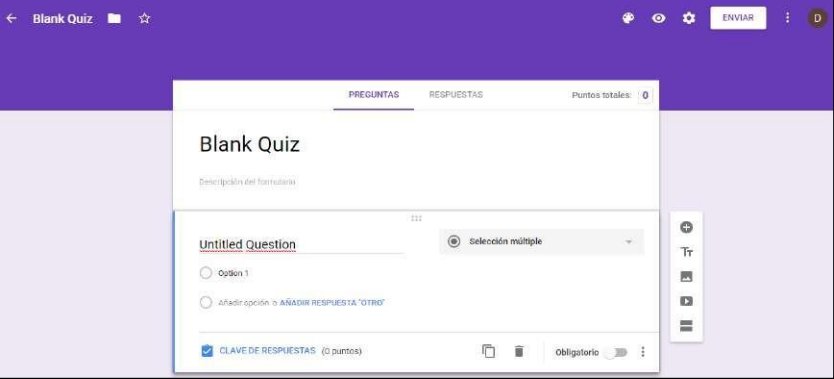 Blank Quiz
ENVIAR
D
PREGUNTAS RESPUESTAS Puntos totales: 0
Blank Quiz
Descripción del formulario
Untitled Question
Selección múltiple
Option 1
Añadir opción o AÑADIR RESPUESTA "OTRO"
Tт
CLAVE DE RESPUESTAS (0 puntos)
Obligatorio